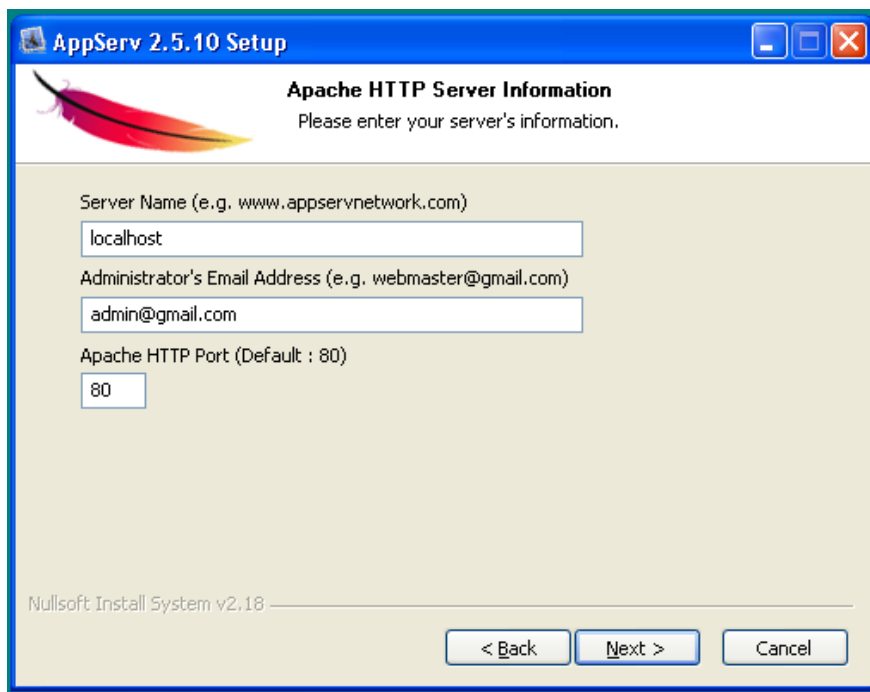 AppServ 2.5.10 Setup
Apache HTTP Server Information
Please enter your server's information.
Server Name (e.g. www.appservnetwork.com)
localhost
Administrator's Email Address (e.g. webmaster@gmail.com)
admin@gmail.com
Apache HTTP Port (Default : 80)
80
Nullsoft Install System v2.18
< Back Next > Cancel